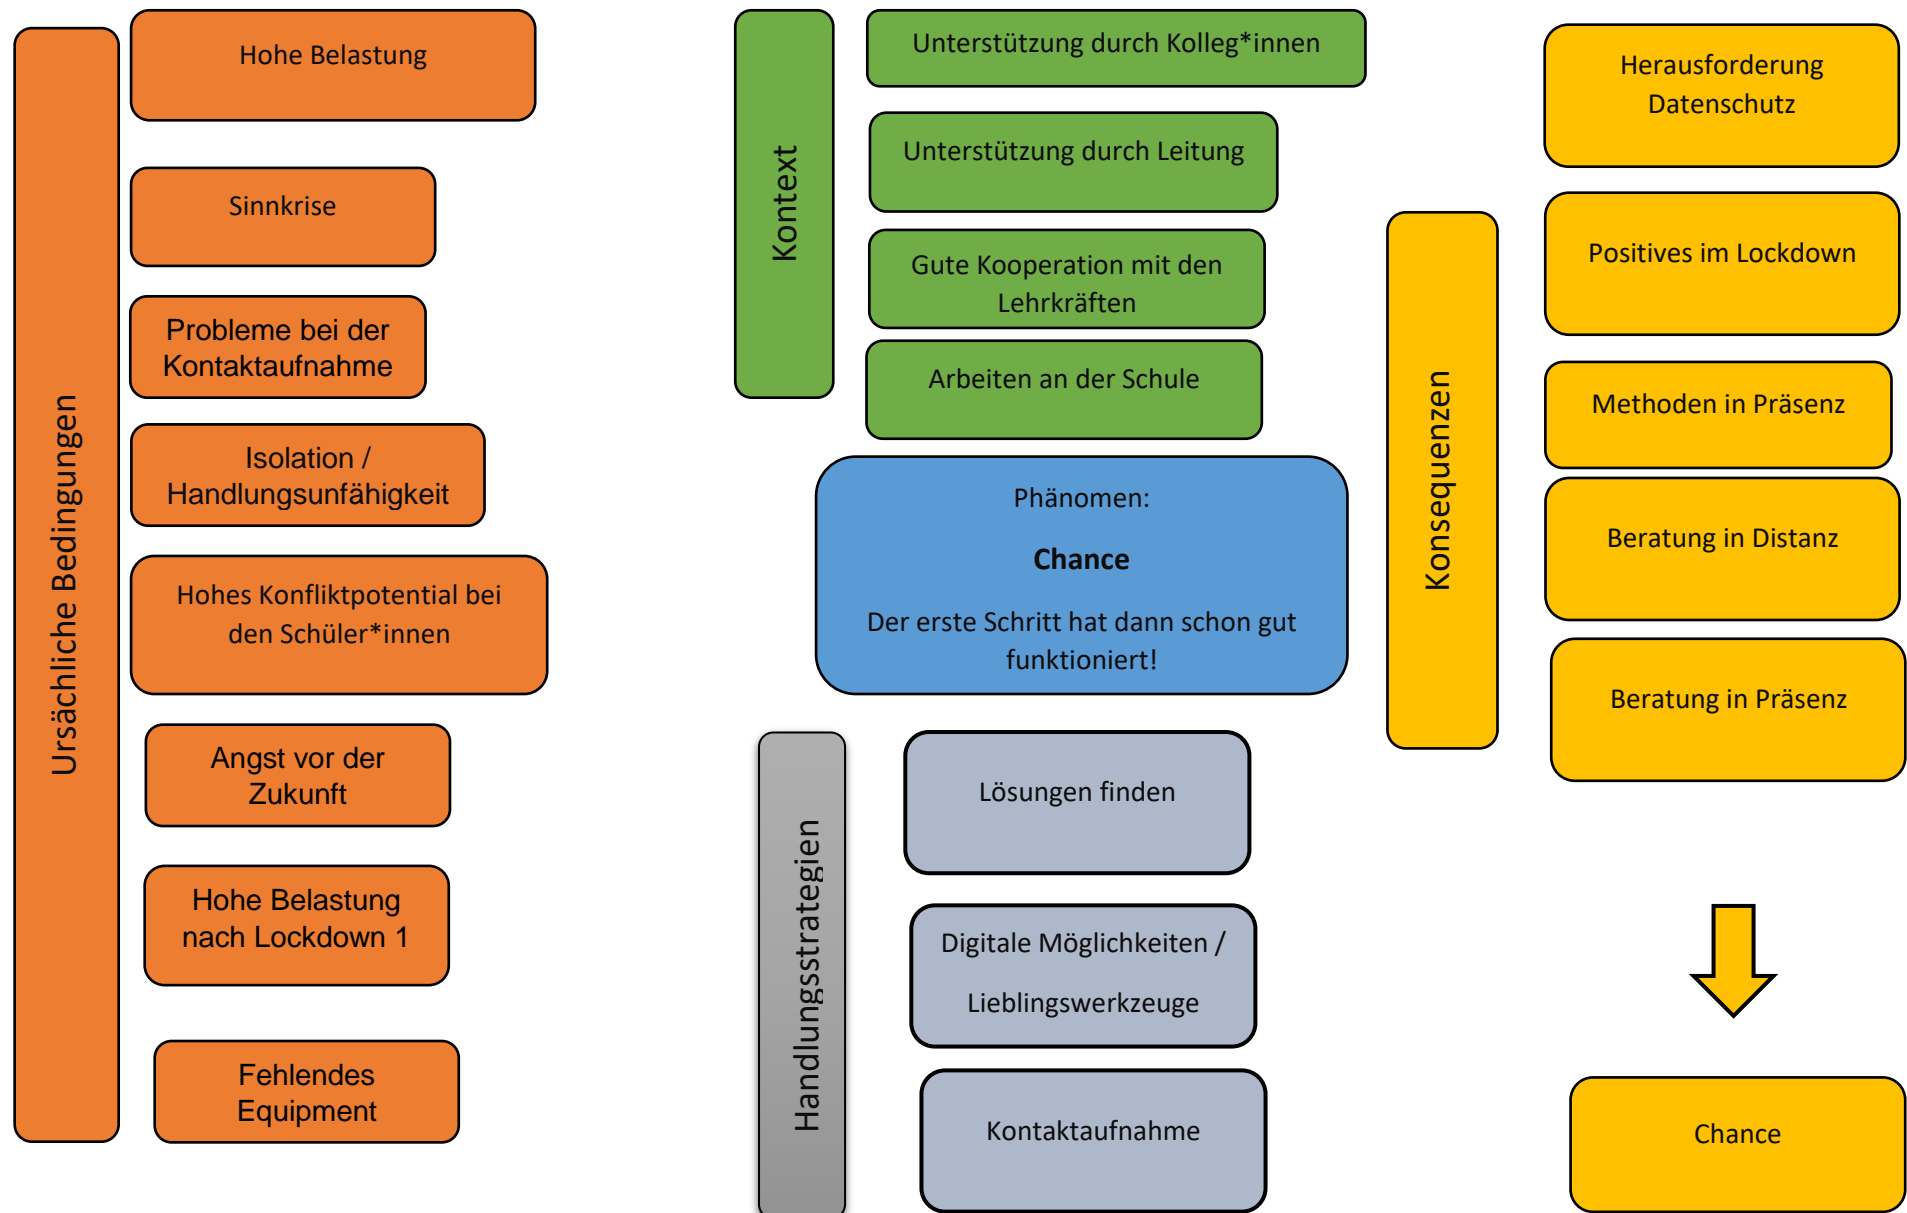 Ursächliche Bedingungen
Hohe Belastung
Sinnkrise
Probleme bei der
Kontaktaufnahme
Isolation /
Handlungsunfähigkeit
Hohes Konfliktpotential bei
den Schüler*innen
Angst vor der
Zukunft
Hohe Belastung
nach Lockdown 1
Fehlendes
Equipment
Kontext
Unterstützung durch Kolleg*innen
Unterstützung durch Leitung
Gute Kooperation mit den
Lehrkräften
Arbeiten an der Schule
Phänomen:
Chance
Der erste Schritt hat dann schon gut
funktioniert!
Handlungsstrategien
Lösungen finden
Digitale Möglichkeiten /
Lieblingswerkzeuge
Kontaktaufnahme
Konsequenzen
Herausforderung
Datenschutz
Positives im Lockdown
Methoden in Präsenz
Beratung in Distanz
Beratung in Präsenz
Chance